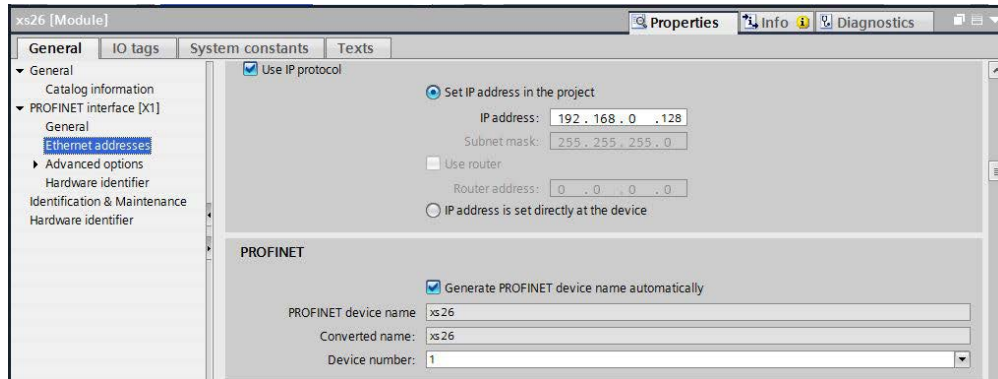 xs26 [Module]
Properties
Info
Diagnostics
General
IO tags
System constants
Texts
General
Catalog information
PROFINET interface [X1]
General
Ethernet addresses
Advanced options
Hardware identifier
Identification & Maintenance
Hardware identifier
Use IP protocol
Set IP address in the project
IP address: 192 . 168 . 0 . 128
Subnet mask: 255 . 255 . 255 . 0
Use router
Router address: 0 . 0 . 0 . 0
IP address is set directly at the device
PROFINET
Generate PROFINET device name automatically
PROFINET device name xs26
Converted name: xs26
Device number: 1